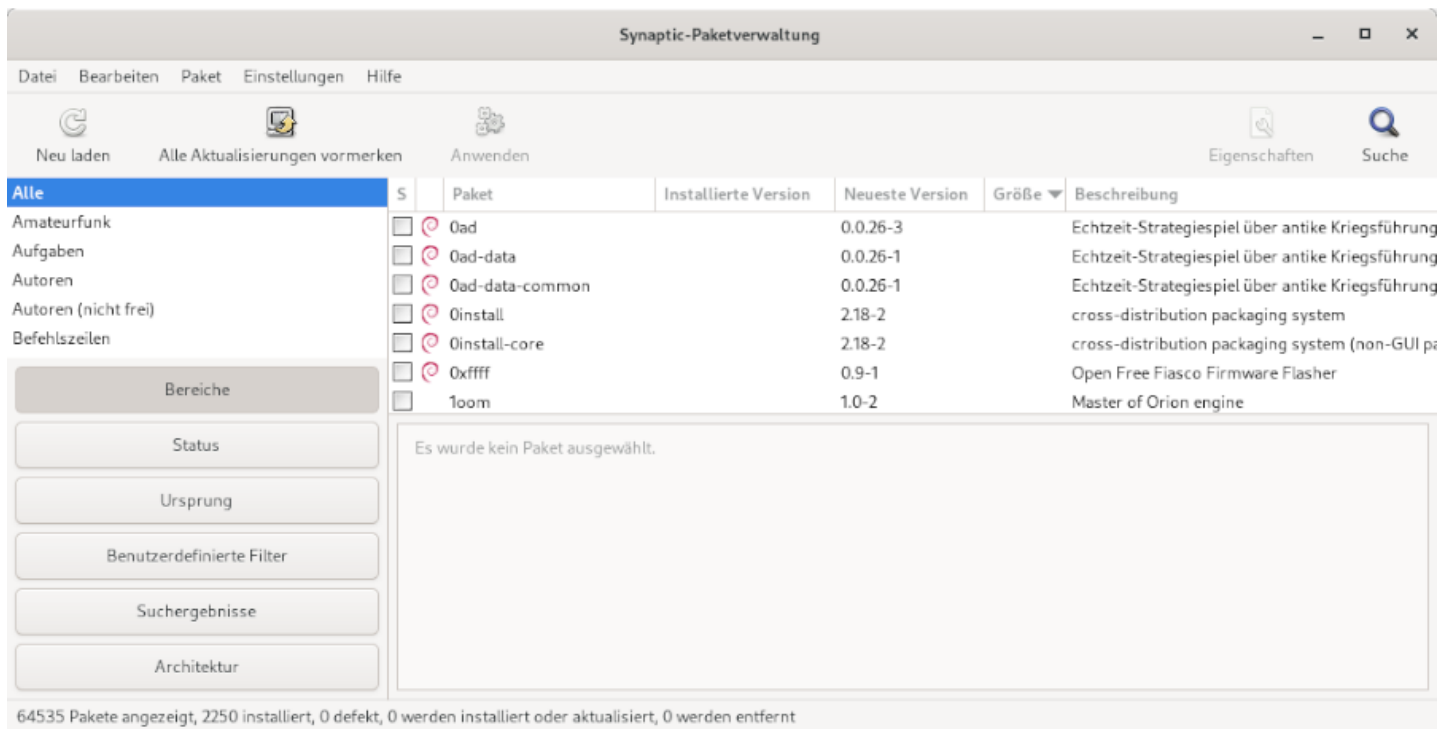 Synaptic-Paketverwaltung
Datei Bearbeiten Paket Einstellungen Hilfe
Neu laden Alle Aktualisierungen vormerken Anwenden Eigenschaften Suche
Alle
Amateurfunk
Aufgaben
Autoren
Autoren (nicht frei)
Befehlszeilen
Bereiche
Status
Ursprung
Benutzerdefinierte Filter
Suchergebnisse
Architektur
S Paket Installierte Version Neueste Version Größe Beschreibung
0ad 0.0.26-3 Echtzeit-Strategiespiel über antike Kriegsführung
0ad-data 0.0.26-1 Echtzeit-Strategiespiel über antike Kriegsführung
0ad-data-common 0.0.26-1 Echtzeit-Strategiespiel über antike Kriegsführung
0install 2.18-2 cross-distribution packaging system
0install-core 2.18-2 cross-distribution packaging system (non-GUI pa
0xffff 0.9-1 Open Free Fiasco Firmware Flasher
1oom 1.0-2 Master of Orion engine
Es wurde kein Paket ausgewählt.
64535 Pakete angezeigt, 2250 installiert, 0 defekt, 0 werden installiert oder aktualisiert, 0 werden entfernt